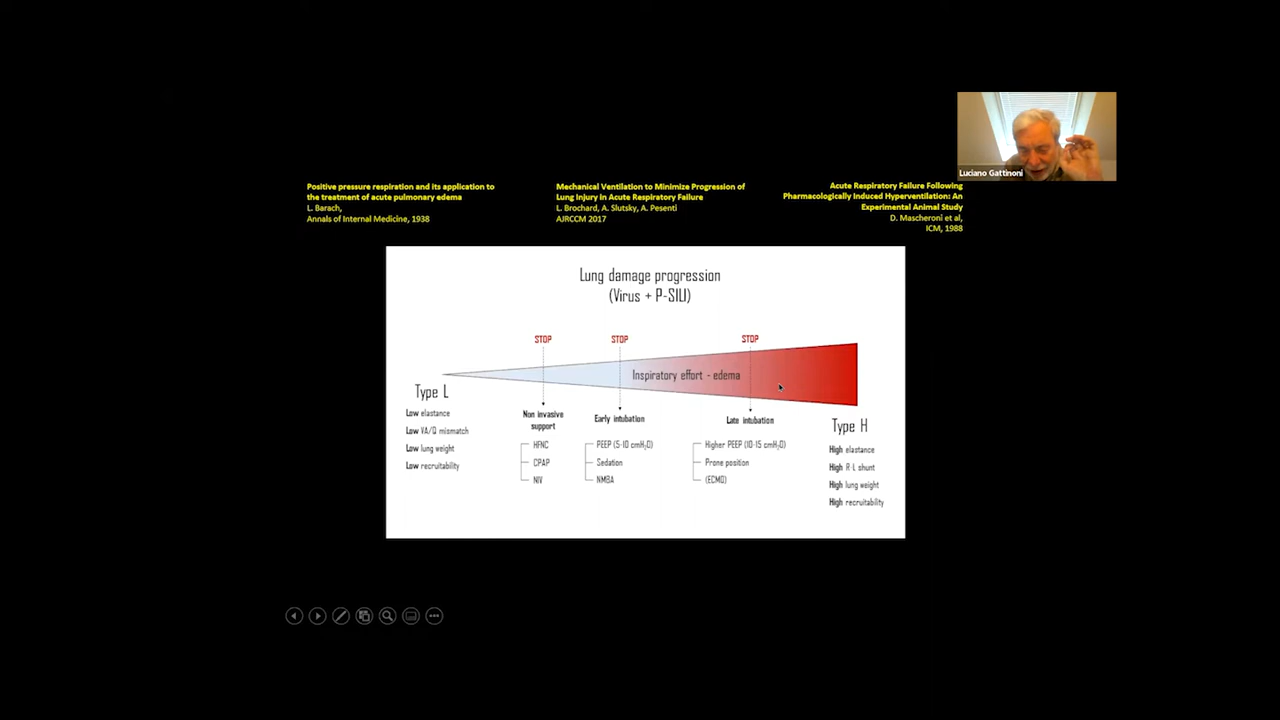 Luciano Gattinoni
Positive pressure respiration and its application to
the treatment of acute pulmonary edema
L. Barach,
Annals of Internal Medicine, 1938
Mechanical Ventilation to Minimize Progression of
Lung Injury in Acute Respiratory Failure
L. Brochard, A. Slutsky, A. Pesenti
AJRCCM 2017
Acute Respiratory Failure Following
Pharmacologically Induced Hyperventilation: An
Experimental Animal Study
D. Mascheroni et al,
ICM, 1988
Lung damage progression
(Virus + P-SILI)
STOP
STOP
STOP
Inspiratory effort - edema
Type L
Low elastance
Low VA/Q mismatch
Low lung weight
Low recruitability
Non invasive
support
HFNC
CPAP
NIV
Early intubation
PEEP (5-10 cmH₂O)
Sedation
NMBA
Late intubation
Higher PEEP (10-15 cmH₂O)
Prone position
(ECMO)
Type H
High elastance
High R-L shunt
High lung weight
High recruitability